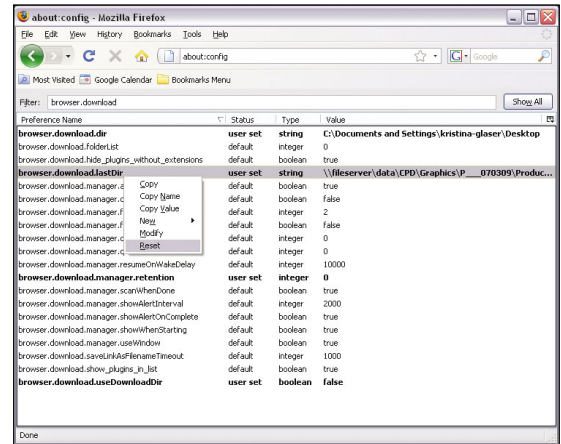 about:config - Mozilla Firefox
File Edit View History Bookmarks Tools Help
about:config
G Google
Most Visited Google Calendar Bookmarks Menu
Filter: browser.download Show All
Preference Name Status Type Value
browser.download.dir user set string C:\Documents and Settings\kristina-glaser\Desktop
browser.download.folderList default integer 0
browser.download.hide_plugins_without_extensions default boolean true
browser.download.lastDir user set string \\fileserver\data\CPD\Graphics\P___070309\Produc...
browser.download.manager.a default boolean true
browser.download.manager.c default boolean false
browser.download.manager.f default integer 2
browser.download.manager.f default boolean false
browser.download.manager.o default integer 0
browser.download.manager.q default integer 0
Copy
Copy Name
Copy Value
New
Modify
Reset
browser.download.manager.resumeOnWakeDelay default integer 10000
browser.download.manager.retention user set integer 0
browser.download.manager.scanWhenDone default boolean true
browser.download.manager.showAlertInterval default integer 2000
browser.download.manager.showAlertOnComplete default boolean true
browser.download.manager.showWhenStarting default boolean true
browser.download.manager.useWindow default boolean true
browser.download.saveLinkAsFilenameTimeout default integer 1000
browser.download.show_plugins_in_list default boolean true
browser.download.useDownloadDir user set boolean false
Done